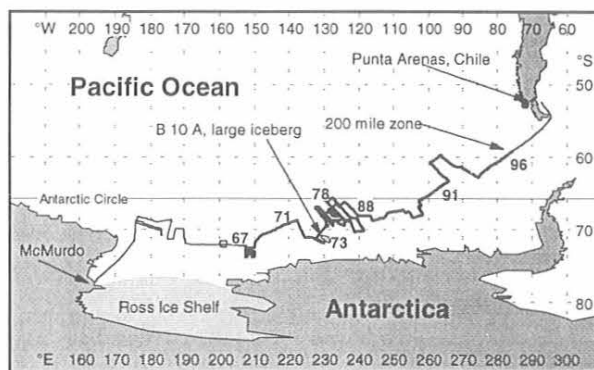 °W 200 190 180 170 160 150 140 130 120 110 100 90 80 70 60
°S
Punta Arenas, Chile
50
Pacific Ocean
B 10 A, large iceberg
200 mile zone
60
96
78
91
88
Antarctic Circle
71
70
67
73
McMurdo
Ross Ice Shelf
Antarctica
80
°E 160 170 180 190 200 210 220 230 240 250 260 270 280 290 300